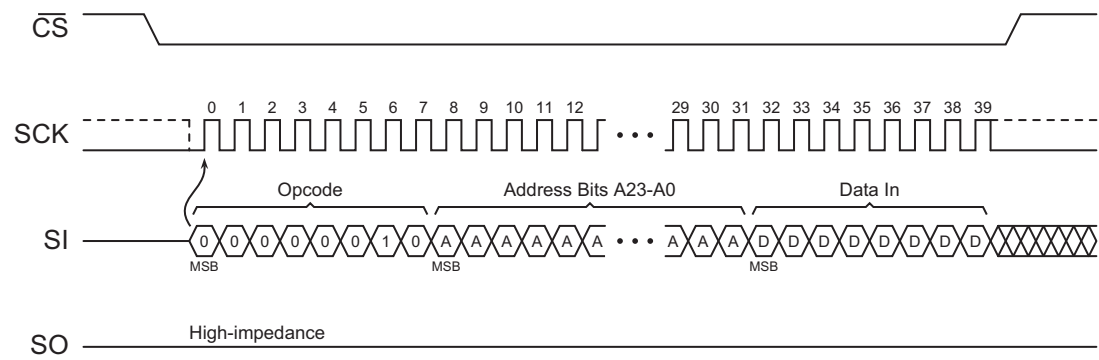 CS
0 1 2 3 4 5 6 7 8 9 10 11 12 29 30 31 32 33 34 35 36 37 38 39
SCK
Opcode Address Bits A23-A0 Data In
SI 0 0 0 0 0 0 1 0 A A A A A A A A A D D D D D D D D
MSB MSB MSB
High-impedance
SO